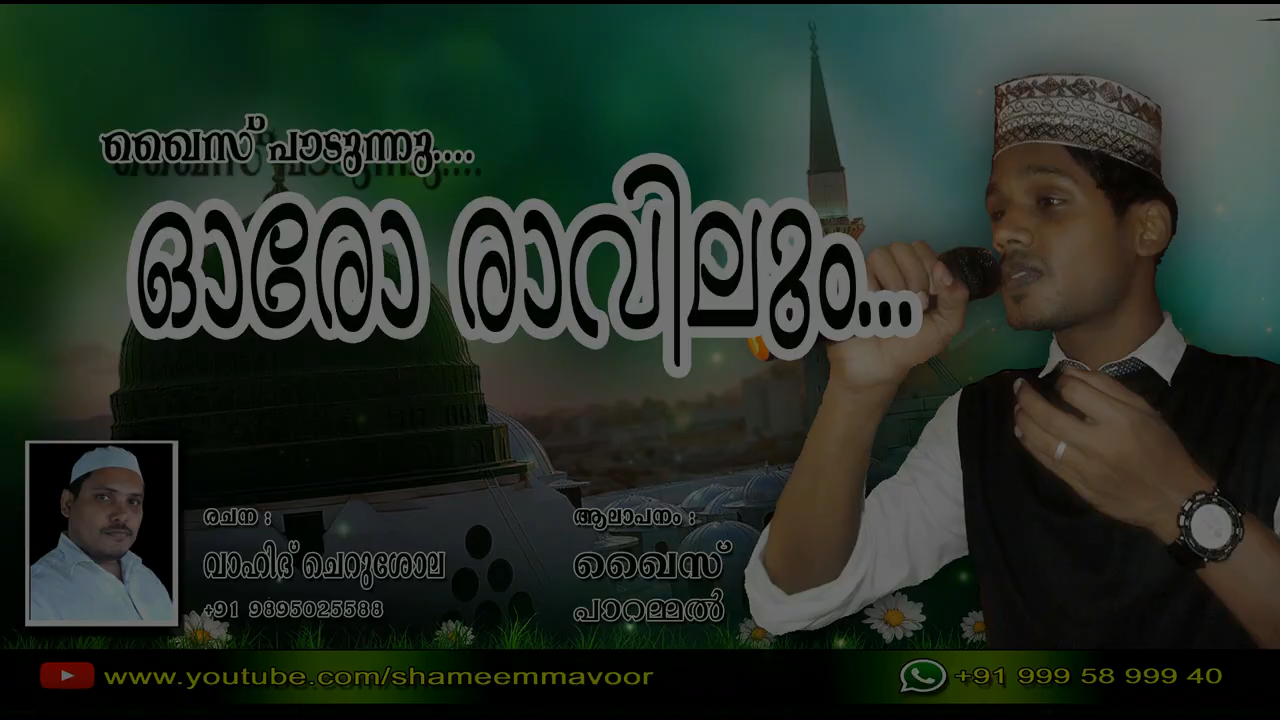 ഖൈസ് പാടുന്നു....
ഓരോ രാവിലും...
രചന :
വാഹിദ് ചെറുശോല
+91 9895025588
ആലാപനം :
ഖൈസ്
പാറമ്മൽ
www.youtube.com/shameemmavoor
+91 999 58 999 40